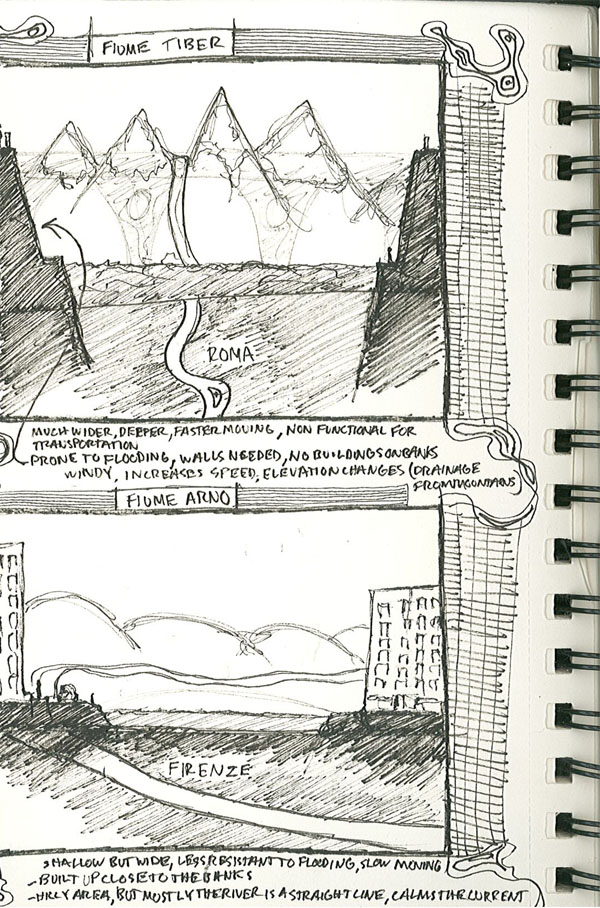 FIUME TIBER
ROMA
MUCH WIDER, DEEPER, FASTER MOVING, NON FUNCTIONAL FOR
TRANSPORTATION
- PRONE TO FLOODING, WALLS NEEDED, NO BUILDINGS ON BANKS
WINDY, INCREASES SPEED, ELEVATION CHANGES (DRAINAGE
FROM MOUNTAINS)
FIUME ARNO
FIRENZE
SHALLOW BUT WIDE, LESS RESISTANT TO FLOODING, SLOW MOVING
- BUILT UP CLOSE TO THE BANKS
- HILLY AREA, BUT MOSTLY THE RIVER IS A STRAIGHT LINE, CALMS THE CURRENT